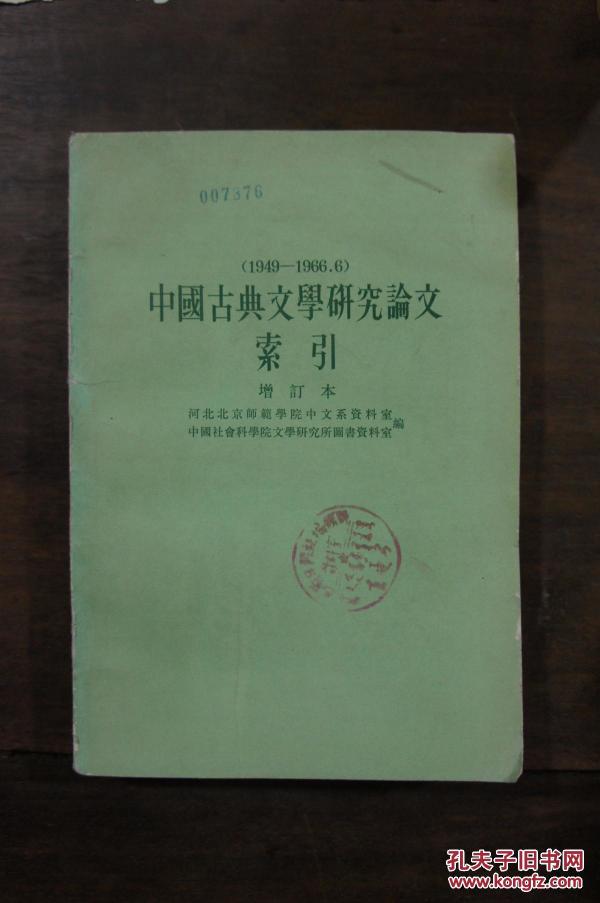 007376
(1949—1966.6)
中國古典文學研究論文
索引
增訂本
河北北京師範學院中文系資料室
中國社會科學院文學研究所圖書資料室
編
孔夫子旧书网
www.kongfz.com